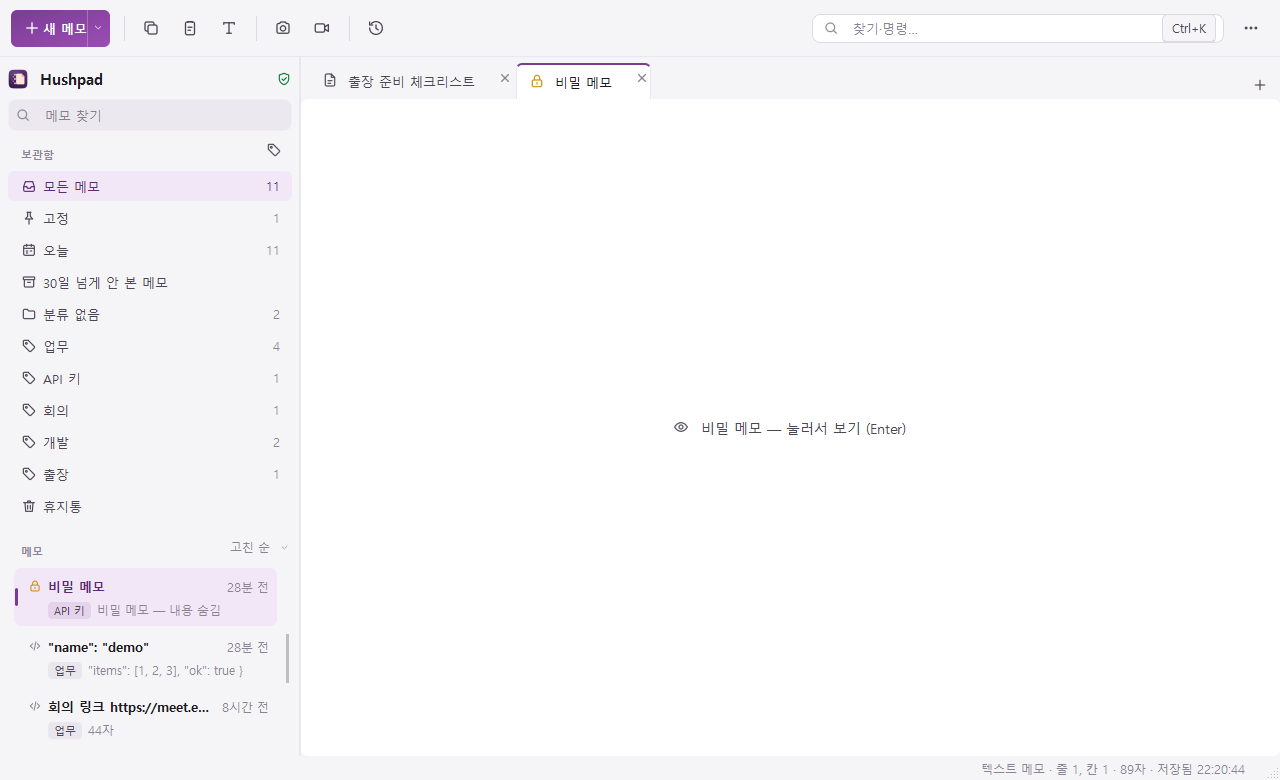 새 메모
찾기·명령...
Ctrl+K
Hushpad
메모 찾기
보관함
모든 메모 11
고정 1
오늘 11
30일 넘게 안 본 메모
분류 없음 2
업무 4
API 키 1
회의 1
개발 2
출장 1
휴지통
메모 고친 순
비밀 메모 28분 전
API 키 비밀 메모 — 내용 숨김
"name": "demo" 28분 전
업무 "items": [1, 2, 3], "ok": true }
회의 링크 https://meet.e... 8시간 전
업무 44자
출장 준비 체크리스트
비밀 메모
비밀 메모 — 눌러서 보기 (Enter)
텍스트 메모 · 줄 1, 칸 1 · 89자 · 저장됨 22:20:44